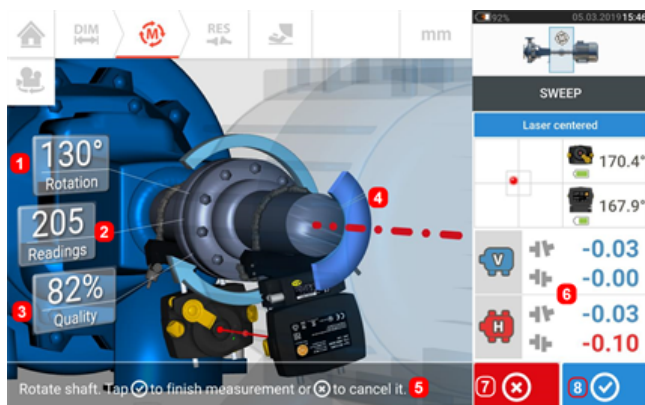 DIM
M
RES
mm
92%
05.03.2019 15:46
SWEEP
Laser centered
170.4°
167.9°
1
130°
Rotation
205
2
Readings
3
82%
Quality
4
V
-0.03
-0.00
6
H
-0.03
-0.10
Rotate shaft. Tap to finish measurement or to cancel it. 5
7
8